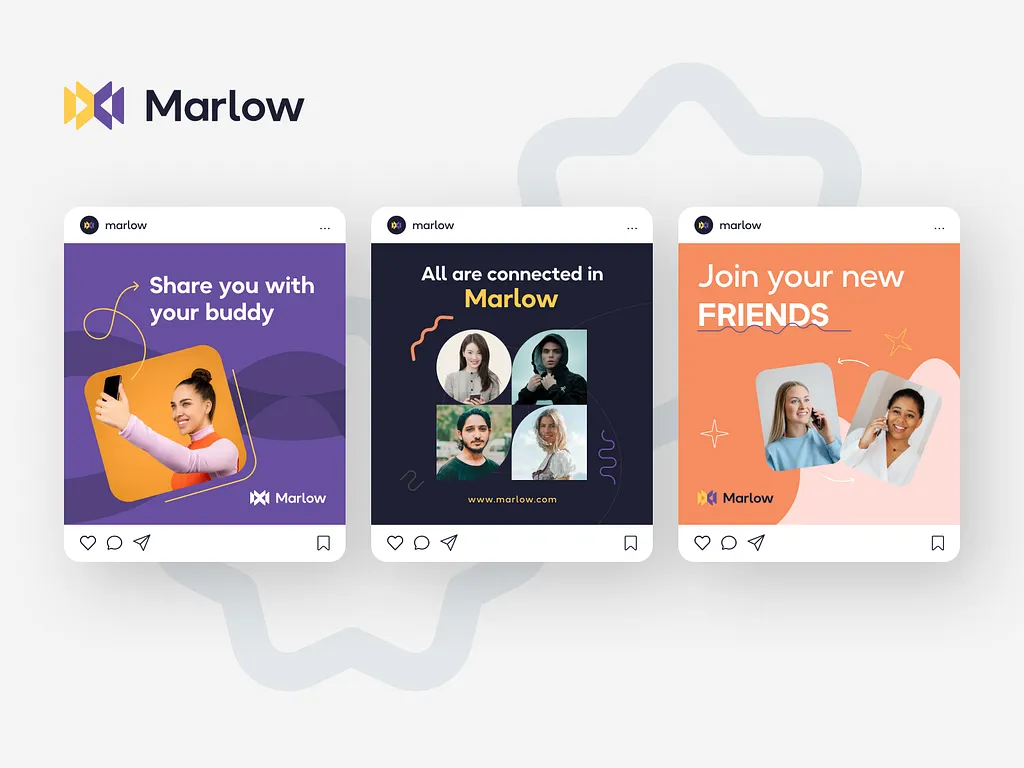 Marlow
marlow
...
Share you with
your buddy
Marlow
marlow
...
All are connected in
Marlow
www.marlow.com
marlow
...
Join your new
FRIENDS
Marlow